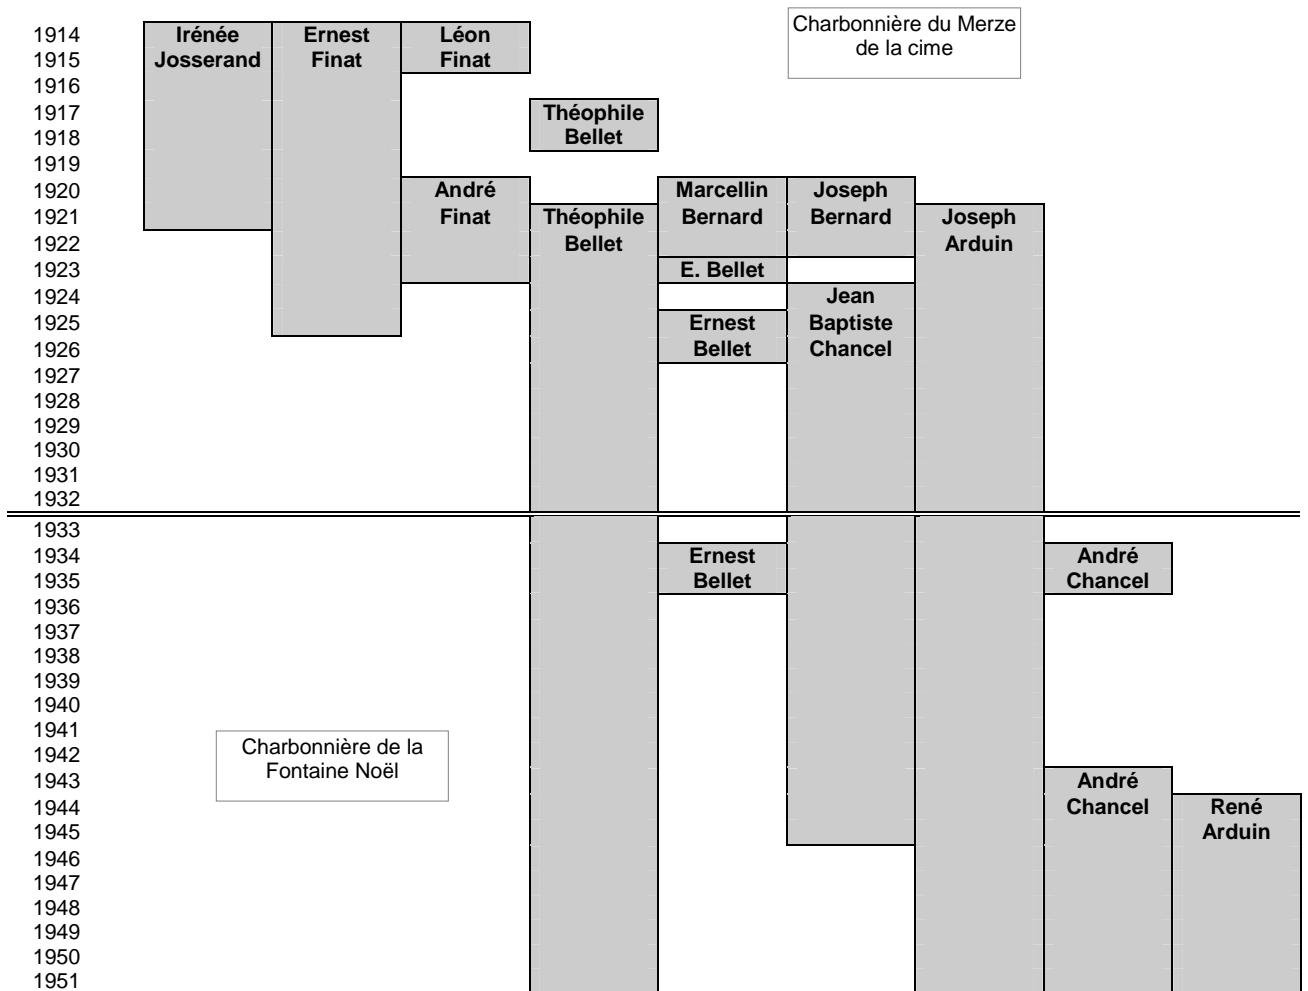 Charbonnière du Merze
de la cime
1914 Irénée Ernest Léon
1915 Josserand Finat Finat
1916
1917 Théophile
1918 Bellet
1919
1920 André Marcellin Joseph
1921 Finat Théophile Bernard Bernard Joseph
1922 Bellet Arduin
1923 E. Bellet
1924 Jean
1925 Ernest Baptiste
1926 Bellet Chancel
1927
1928
1929
1930
1931
1932
1933
1934 Ernest André
1935 Bellet Chancel
1936
1937
1938
1939
1940
1941
Charbonnière de la
1942
Fontaine Noël
1943 André
1944 Chancel René
1945 Arduin
1946
1947
1948
1949
1950
1951